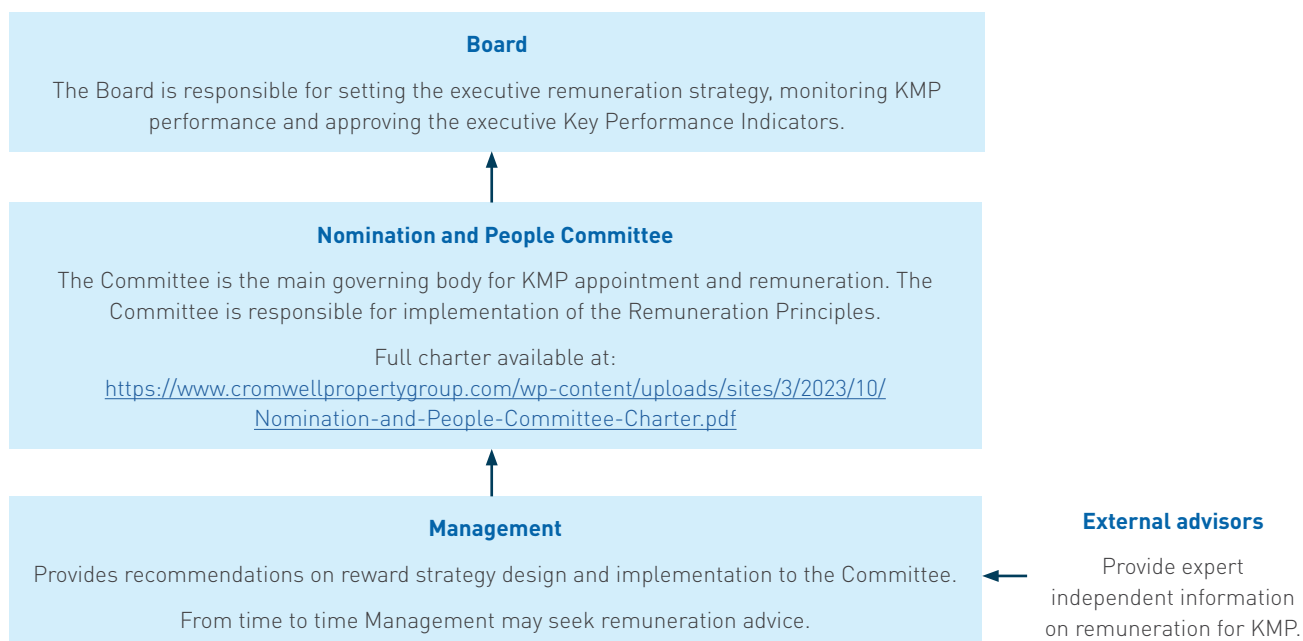 Board
The Board is responsible for setting the executive remuneration strategy, monitoring KMP
performance and approving the executive Key Performance Indicators.
Nomination and People Committee
The Committee is the main governing body for KMP appointment and remuneration. The
Committee is responsible for implementation of the Remuneration Principles.
Full charter available at:
https://www.cromwellpropertygroup.com/wp-content/uploads/sites/3/2023/10/
Nomination-and-People-Committee-Charter.pdf
Management
Provides recommendations on reward strategy design and implementation to the Committee.
From time to time Management may seek remuneration advice.
External advisors
Provide expert
independent information
on remuneration for KMP.